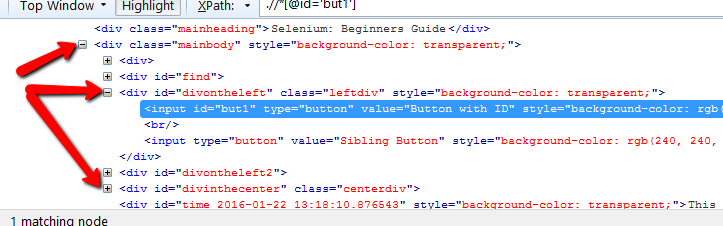 Top Window Highlight XPath: .//*[@id='but1']
<div class="mainheading">Selenium: Beginners Guide</div>
<div class="mainbody" style="background-color: transparent;">
<div>
<div id="find">
<div id="divontheleft" class="leftdiv" style="background-color: transparent;">
<input id="but1" type="button" value="Button with ID" style="background-color: rgb(
<br/>
<input type="button" value="Sibling Button" style="background-color: rgb(240, 240,
</div>
<div id="divontheleft2">
<div id="divinthecenter" class="centerdiv">
<div id="time_2016-01-22 13:18:10.876543" style="background-color: transparent;">This
1 matching node